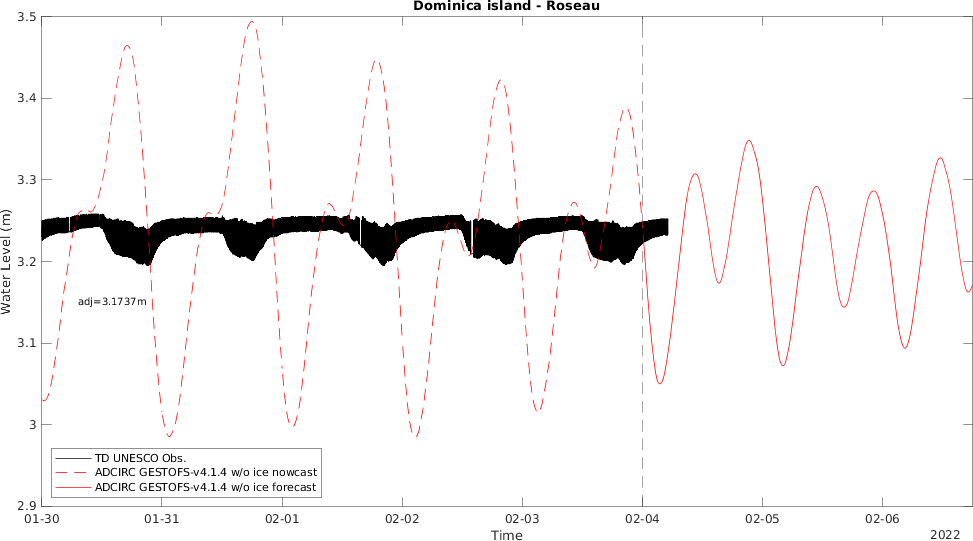 Dominica island - Roseau
3.5
3.4
3.3
3.2
3.1
3
2.9
Water Level (m)
adj=3.1737m
TD UNESCO Obs.
ADCIRC GESTOFS-v4.1.4 w/o ice nowcast
ADCIRC GESTOFS-v4.1.4 w/o ice forecast
01-30 01-31 02-01 02-02 02-03 02-04 02-05 02-06
Time
2022